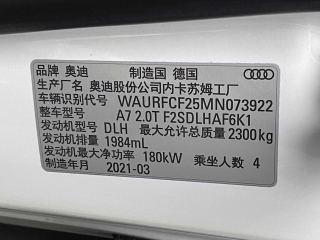 品牌 奥迪 制造国 德国
生产厂名 奥迪股份公司内卡苏姆工厂
车辆识别代号 WAURFCF25MN073922
整车型号 A7 2.0T F2SDLHAF6K1
发动机型号 DLH 最大允许总质量 2300kg
发动机排量 1984mL
发动机最大净功率 180kW 乘坐人数 4
制造年月 2021-03